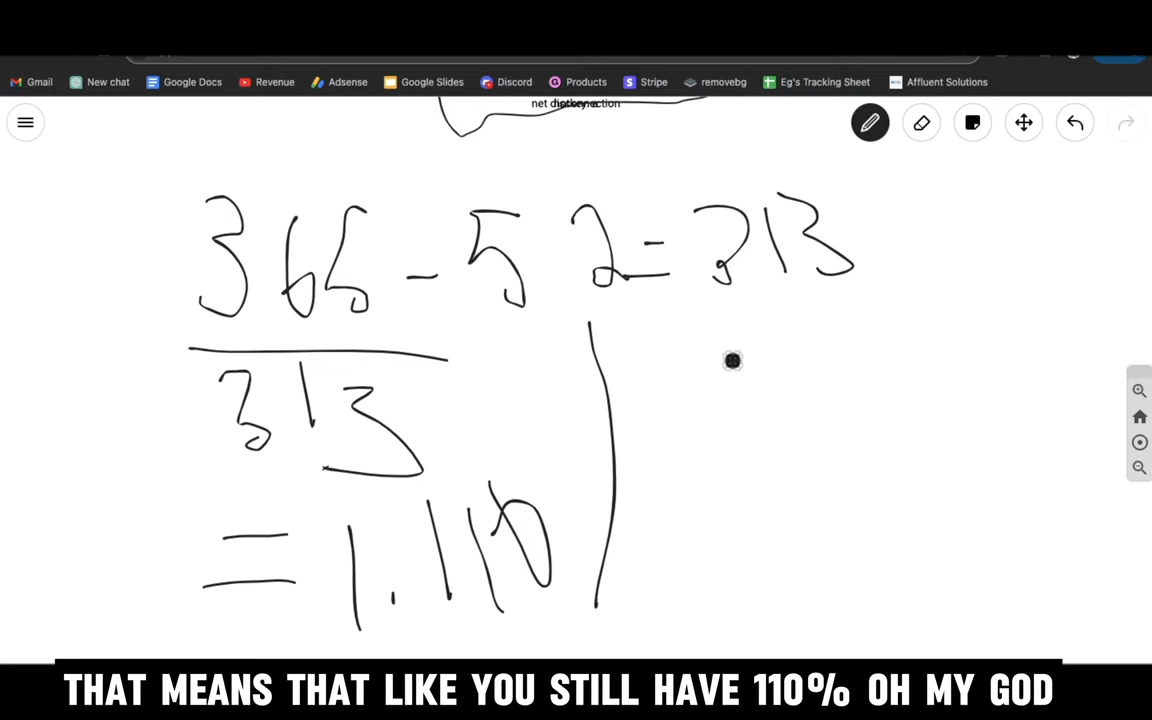 Gmail New chat Google Docs Revenue Adsense Google Slides Discord Products Stripe removebg Eg's Tracking Sheet Affluent Solutions
365 - 52 = 313
313
= 1.110
THAT MEANS THAT LIKE YOU STILL HAVE 110% OH MY GOD